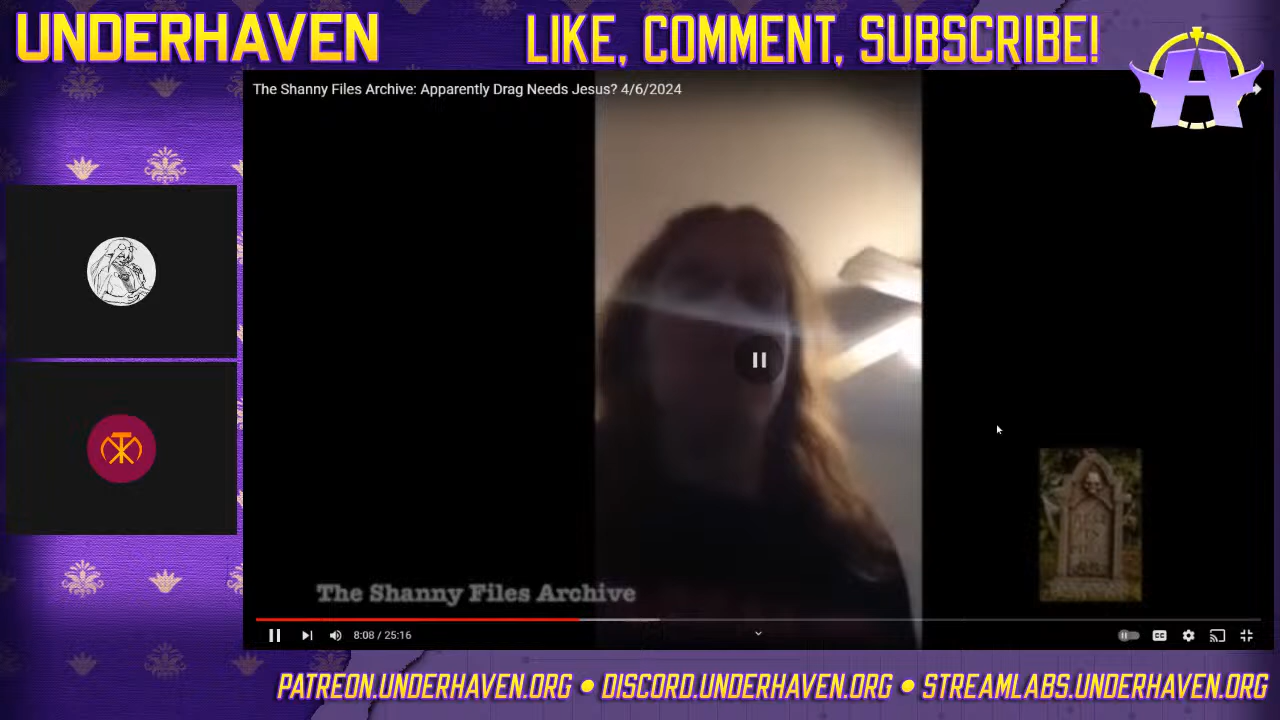 UNDERHAVEN
LIKE, COMMENT, SUBSCRIBE!
The Shanny Files Archive: Apparently Drag Needs Jesus? 4/6/2024
The Shanny Files Archive
8:08 / 25:16
CC
PATREON.UNDERHAVEN.ORG • DISCORD.UNDERHAVEN.ORG • STREAMLABS.UNDERHAVEN.ORG